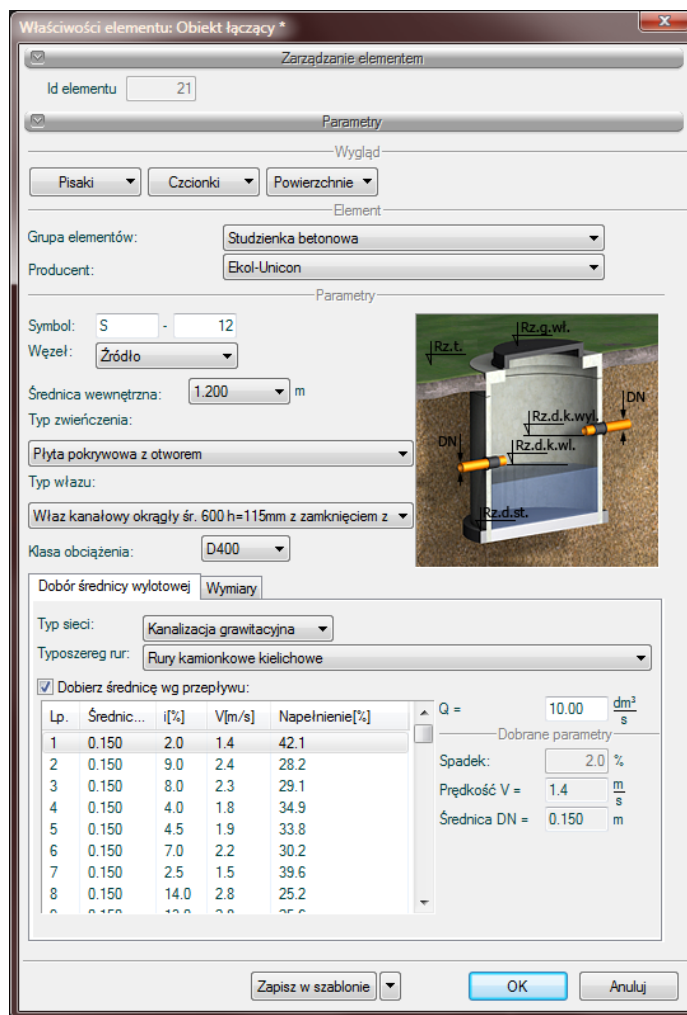 Właściwości elementu: Obiekt łączący *
Zarządzanie elementem
Id elementu 21
Parametry
Wygląd
Pisaki Czcionki Powierzchnie
Element
Grupa elementów: Studzienka betonowa
Producent: Ekol-Unicon
Parametry
Symbol: S - 12
Węzeł: Źródło
Średnica wewnętrzna: 1.200 m
Typ zwieńczenia:
Płyta pokrywowa z otworem
Typ włazu:
Właz kanałowy okrągły śr. 600 h=115mm z zamknięciem z
Klasa obciążenia: D400
Rz.g.wł.
Rz.t.
DN
Rz.d.k.wyl.
DN
Rz.d.k.wl.
Rz.d.st.
Dobór średnicy wylotowej Wymiary
Typ sieci: Kanalizacja grawitacyjna
Typoszereg rur: Rury kamionkowe kielichowe
Dobierz średnicę wg przepływu:
Lp. Średnic... i[%] V[m/s] Napełnienie[%]
1 0.150 2.0 1.4 42.1
2 0.150 9.0 2.4 28.2
3 0.150 8.0 2.3 29.1
4 0.150 4.0 1.8 34.9
5 0.150 4.5 1.9 33.8
6 0.150 7.0 2.2 30.2
7 0.150 2.5 1.5 39.6
8 0.150 14.0 2.8 25.2
Q = 10.00 dm³/s
Dobrane parametry
Spadek: 2.0 %
Prędkość V = 1.4 m/s
Średnica DN = 0.150 m
Zapisz w szablonie OK Anuluj